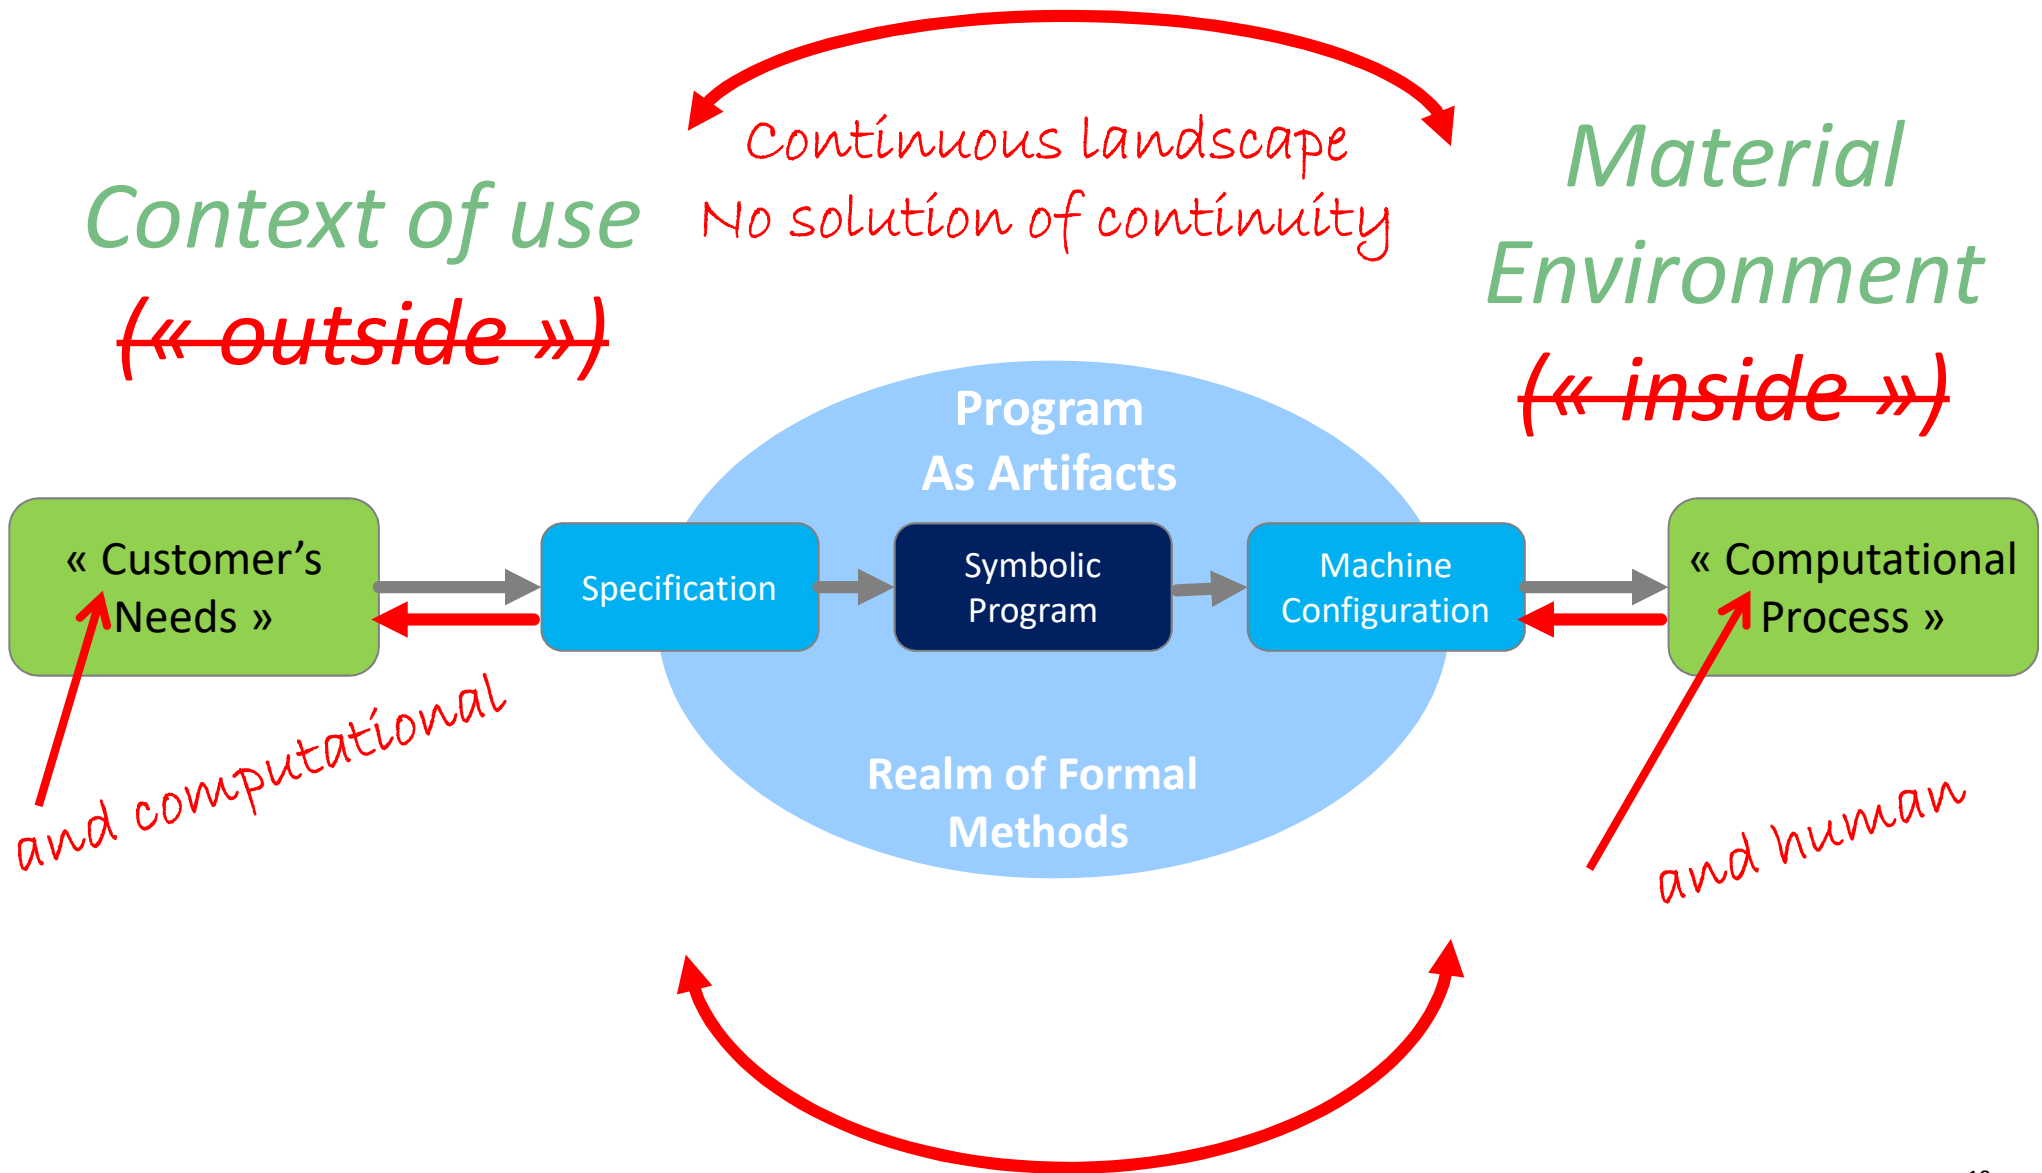 Continuous landscape
No solution of continuity
Context of use
(« outside »)
Material
Environment
(« inside »)
Program
As Artifacts
« Customer’s
Needs »
Specification
Symbolic
Program
Machine
Configuration
« Computational
Process »
and computational
Realm of Formal
Methods
and human